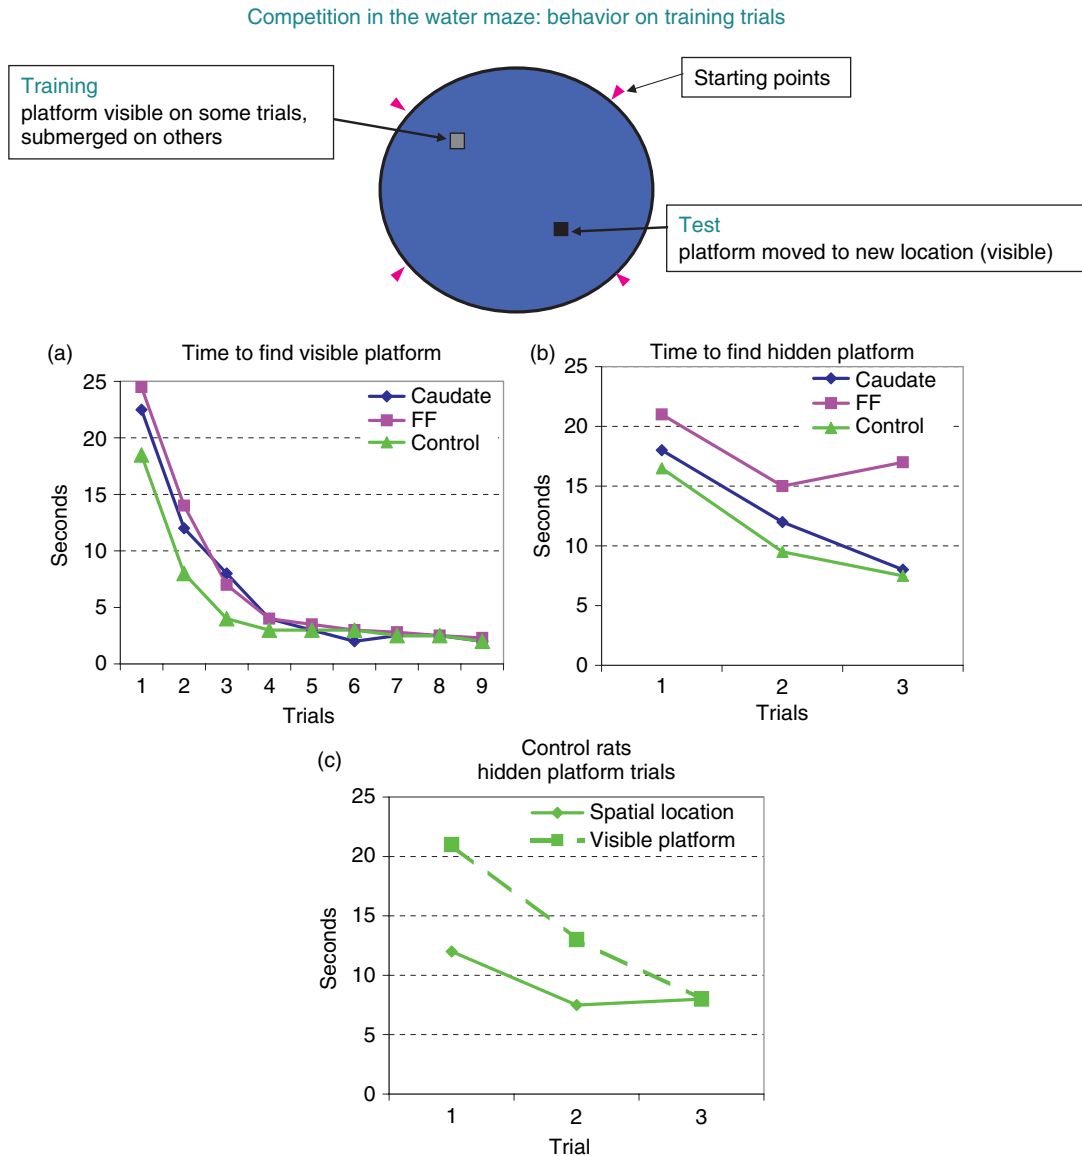 Competition in the water maze: behavior on training trials
Training
platform visible on some trials,
submerged on others
Starting points
Test
platform moved to new location (visible)
(a)
Time to find visible platform
25
20
15
10
5
0
Seconds
Caudate
FF
Control
1 2 3 4 5 6 7 8 9
Trials
(b)
Time to find hidden platform
25
20
15
10
5
0
Seconds
Caudate
FF
Control
1 2 3
Trials
(c)
Control rats
hidden platform trials
25
20
15
10
5
0
Seconds
Spatial location
Visible platform
1 2 3
Trial